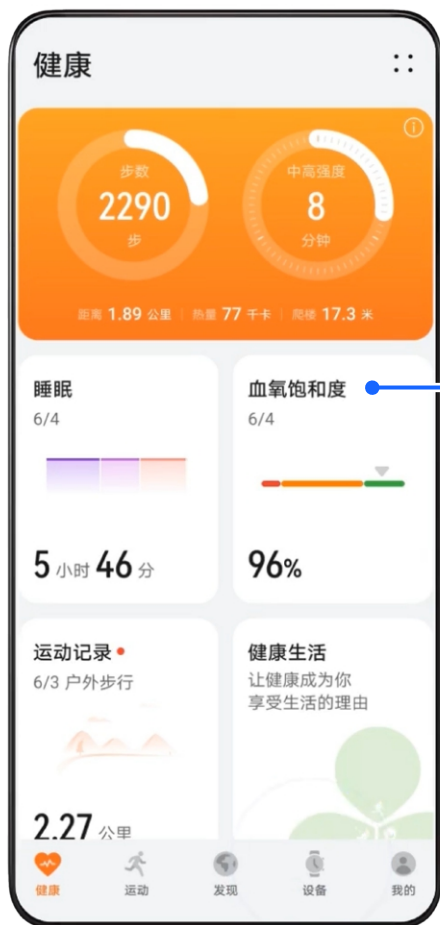 健康
步数
2290
步
中高强度
8
分钟
距离 1.89 公里 热量 77 千卡 爬楼 17.3 米
睡眠
6/4
5 小时 46 分
血氧饱和度
6/4
96%
运动记录
6/3 户外步行
2.27 公里
健康生活
让健康成为你
享受生活的理由
健康 运动 发现 设备 我的